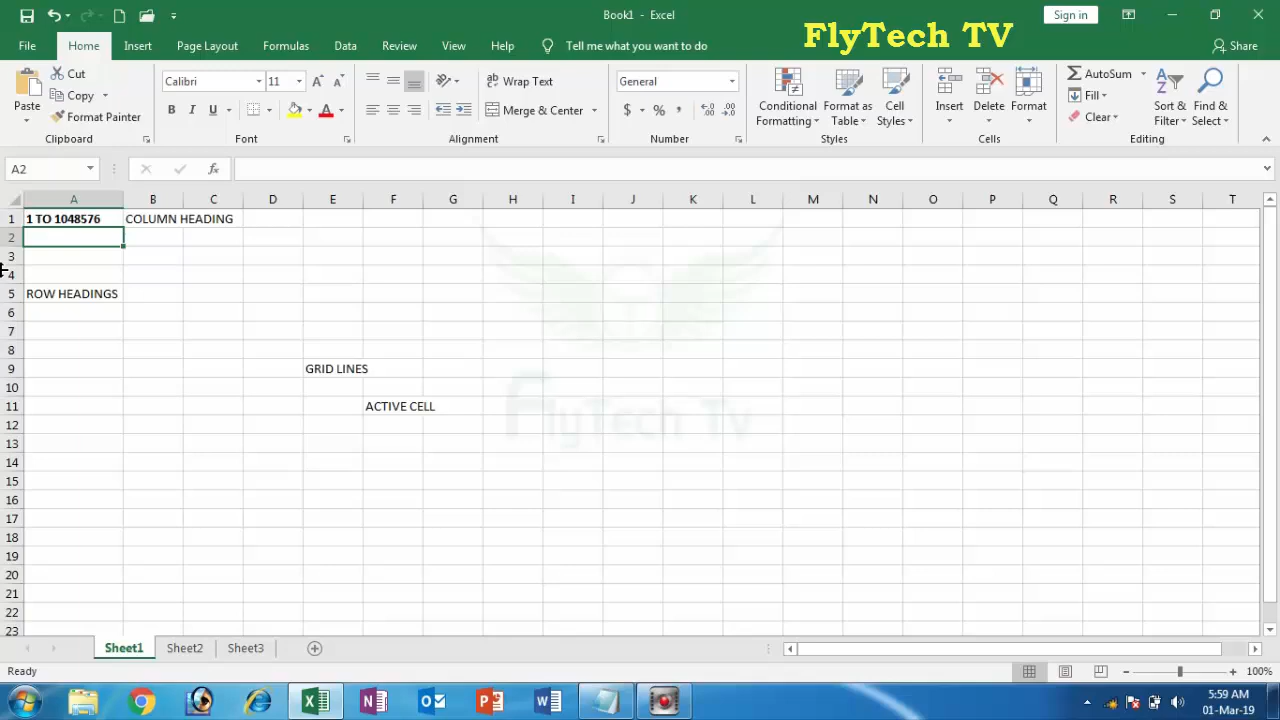 Book1 - Excel
FlyTech TV
Sign in
File Home Insert Page Layout Formulas Data Review View Help Tell me what you want to do Share
Paste
Cut
Copy
Format Painter
Clipboard
Calibri 11
B I U
Font
Wrap Text
Merge & Center
Alignment
General
$ % ,
Number
Conditional Formatting
Format as Table
Cell Styles
Styles
Insert Delete Format
Cells
AutoSum
Fill
Clear
Sort & Filter
Find & Select
Editing
A2 fx
A B C D E F G H I J K L M N O P Q R S T
1 1 TO 1048576 COLUMN HEADING
2
3
4
5 ROW HEADINGS
6
7
8
9 GRID LINES
10
11 ACTIVE CELL
12
FlyTech Tv
13
14
15
16
17
18
19
20
21
22
23
Sheet1 Sheet2 Sheet3
Ready 100%
5:59 AM
01-Mar-19